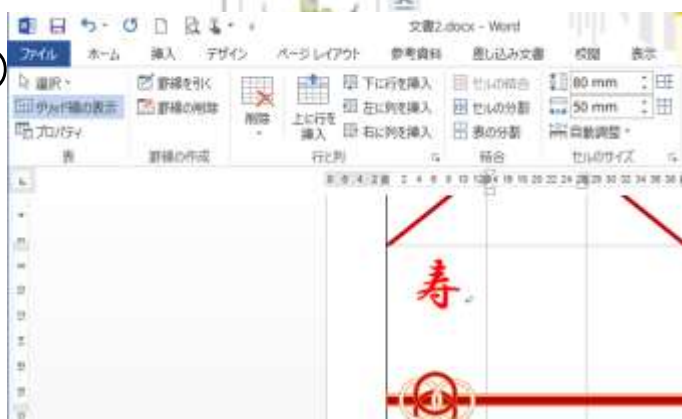 文書2.docx - Word
ファイル ホーム 挿入 デザイン ページ レイアウト 参考資料 差し込み文書 校閲 表示
選択 罫線を引く 下に行を挿入 セルの結合 80 mm
グリッド線の表示 罫線の削除 削除 上に行を挿入 左に列を挿入 セルの分割 50 mm
プロパティ 右に列を挿入 表の分割 自動調整
表 罫線の作成 行と列 結合 セルのサイズ
寿